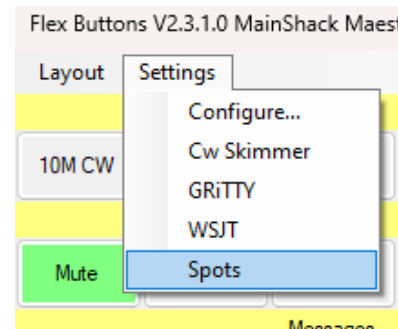 Flex Buttons V2.3.1.0 MainShack Maest
Layout Settings
Configure...
Cw Skimmer
10M CW
GRiTTY
WSJT
Mute
Spots